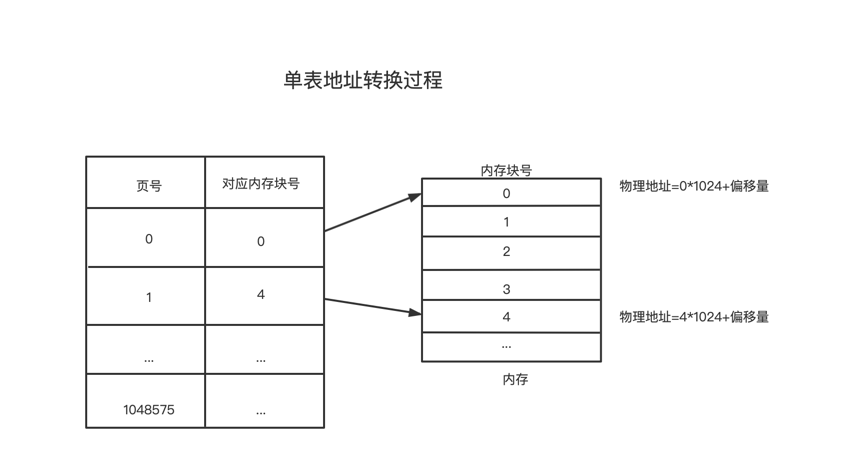 单表地址转换过程
页号 对应内存块号
0 0
1 4
... ...
1048575 ...
内存块号
0
1
2
3
4
...
内存
物理地址=0*1024+偏移量
物理地址=4*1024+偏移量